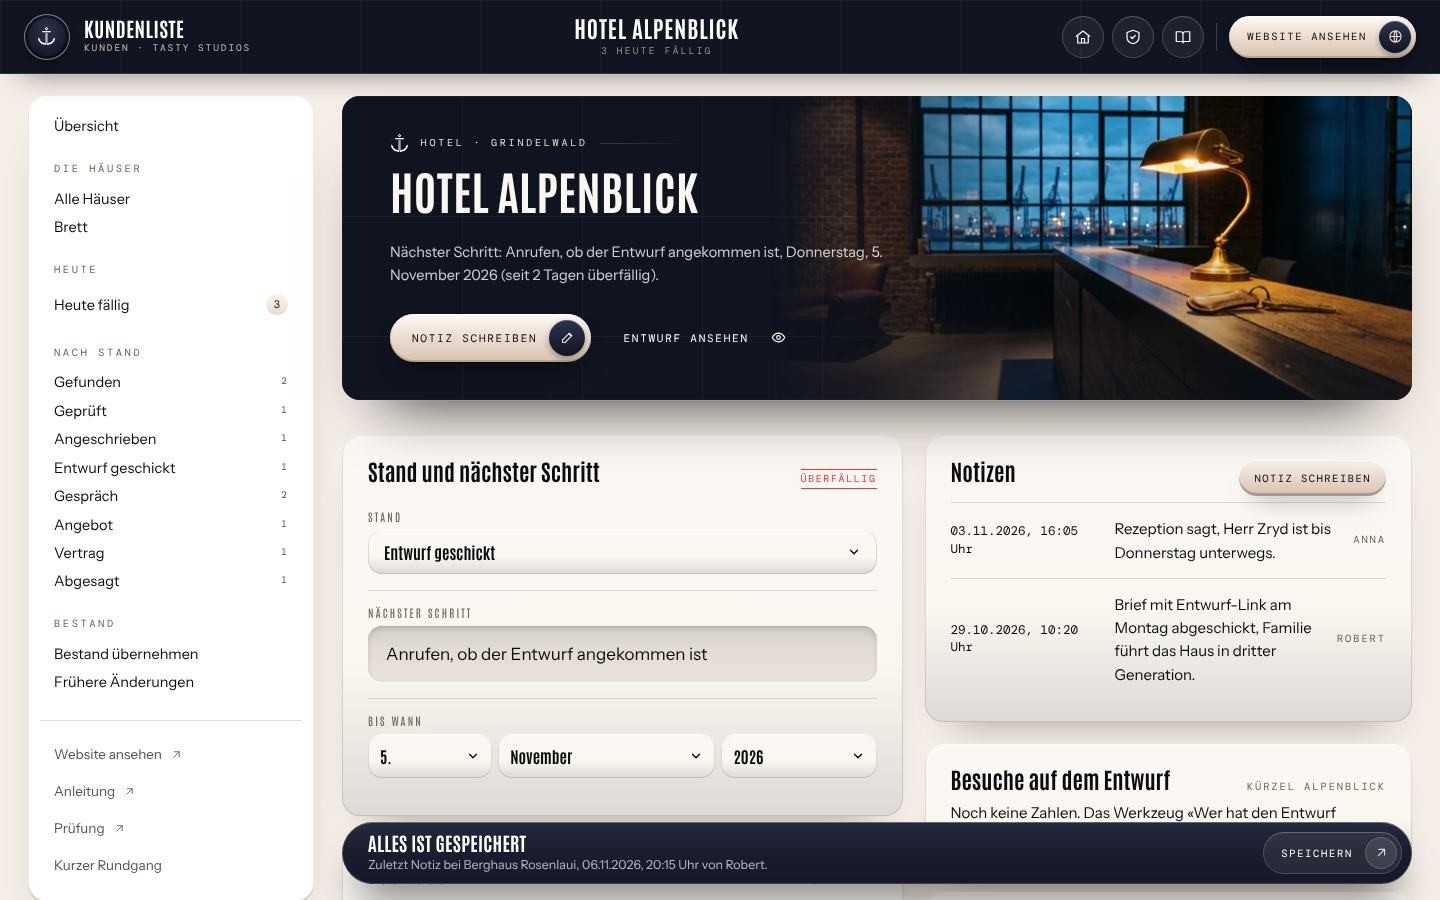 KUNDENLISTE
KUNDEN · TASTY STUDIOS
HOTEL ALPENBLICK
3 HEUTE FÄLLIG
WEBSITE ANSEHEN
Übersicht
DIE HÄUSER
Alle Häuser
Brett
HEUTE
Heute fällig 3
NACH STAND
Gefunden 2
Geprüft 1
Angeschrieben 1
Entwurf geschickt 1
Gespräch 2
Angebot 1
Vertrag 1
Abgesagt 1
BESTAND
Bestand übernehmen
Frühere Änderungen
Website ansehen
Anleitung
Prüfung
Kurzer Rundgang
HOTEL · GRINDELWALD
HOTEL ALPENBLICK
Nächster Schritt: Anrufen, ob der Entwurf angekommen ist, Donnerstag, 5.
November 2026 (seit 2 Tagen überfällig).
NOTIZ SCHREIBEN
ENTWURF ANSEHEN
Stand und nächster Schritt
ÜBERFÄLLIG
STAND
Entwurf geschickt
NÄCHSTER SCHRITT
Anrufen, ob der Entwurf angekommen ist
BIS WANN
5. November 2026
Notizen
NOTIZ SCHREIBEN
03.11.2026, 16:05
Uhr
Rezeption sagt, Herr Zryd ist bis
Donnerstag unterwegs.
ANNA
29.10.2026, 10:20
Uhr
Brief mit Entwurf-Link am
Montag abgeschickt, Familie
führt das Haus in dritter
Generation.
ROBERT
Besuche auf dem Entwurf
KÜRZEL ALPENBLICK
Noch keine Zahlen. Das Werkzeug «Wer hat den Entwurf
ALLES IST GESPEICHERT
Zuletzt Notiz bei Berghaus Rosenlaui, 06.11.2026, 20:15 Uhr von Robert.
SPEICHERN